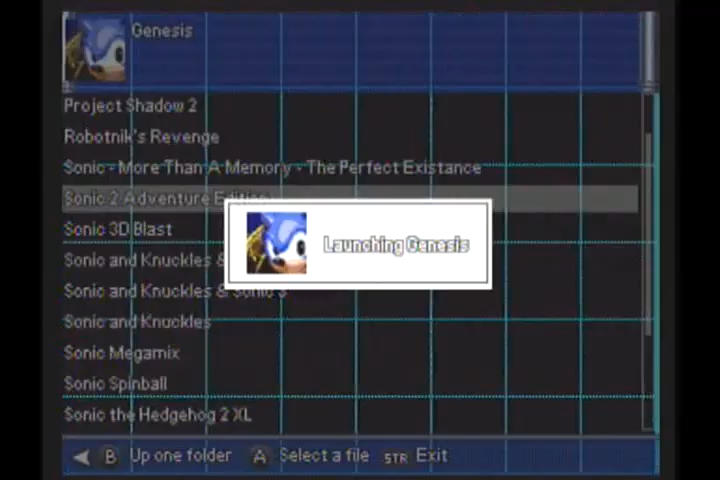 Genesis
Project Shadow 2
Robotnik's Revenge
Sonic - More Than A Memory - The Perfect Existance
Sonic 2 Adventure Edition
Sonic 3D Blast
Launching Genesis
Sonic and Knuckles &
Sonic and Knuckles & Sonic 3
Sonic and Knuckles
Sonic Megamix
Sonic Spinball
Sonic the Hedgehog 2 XL
B Up one folder A Select a file STR Exit